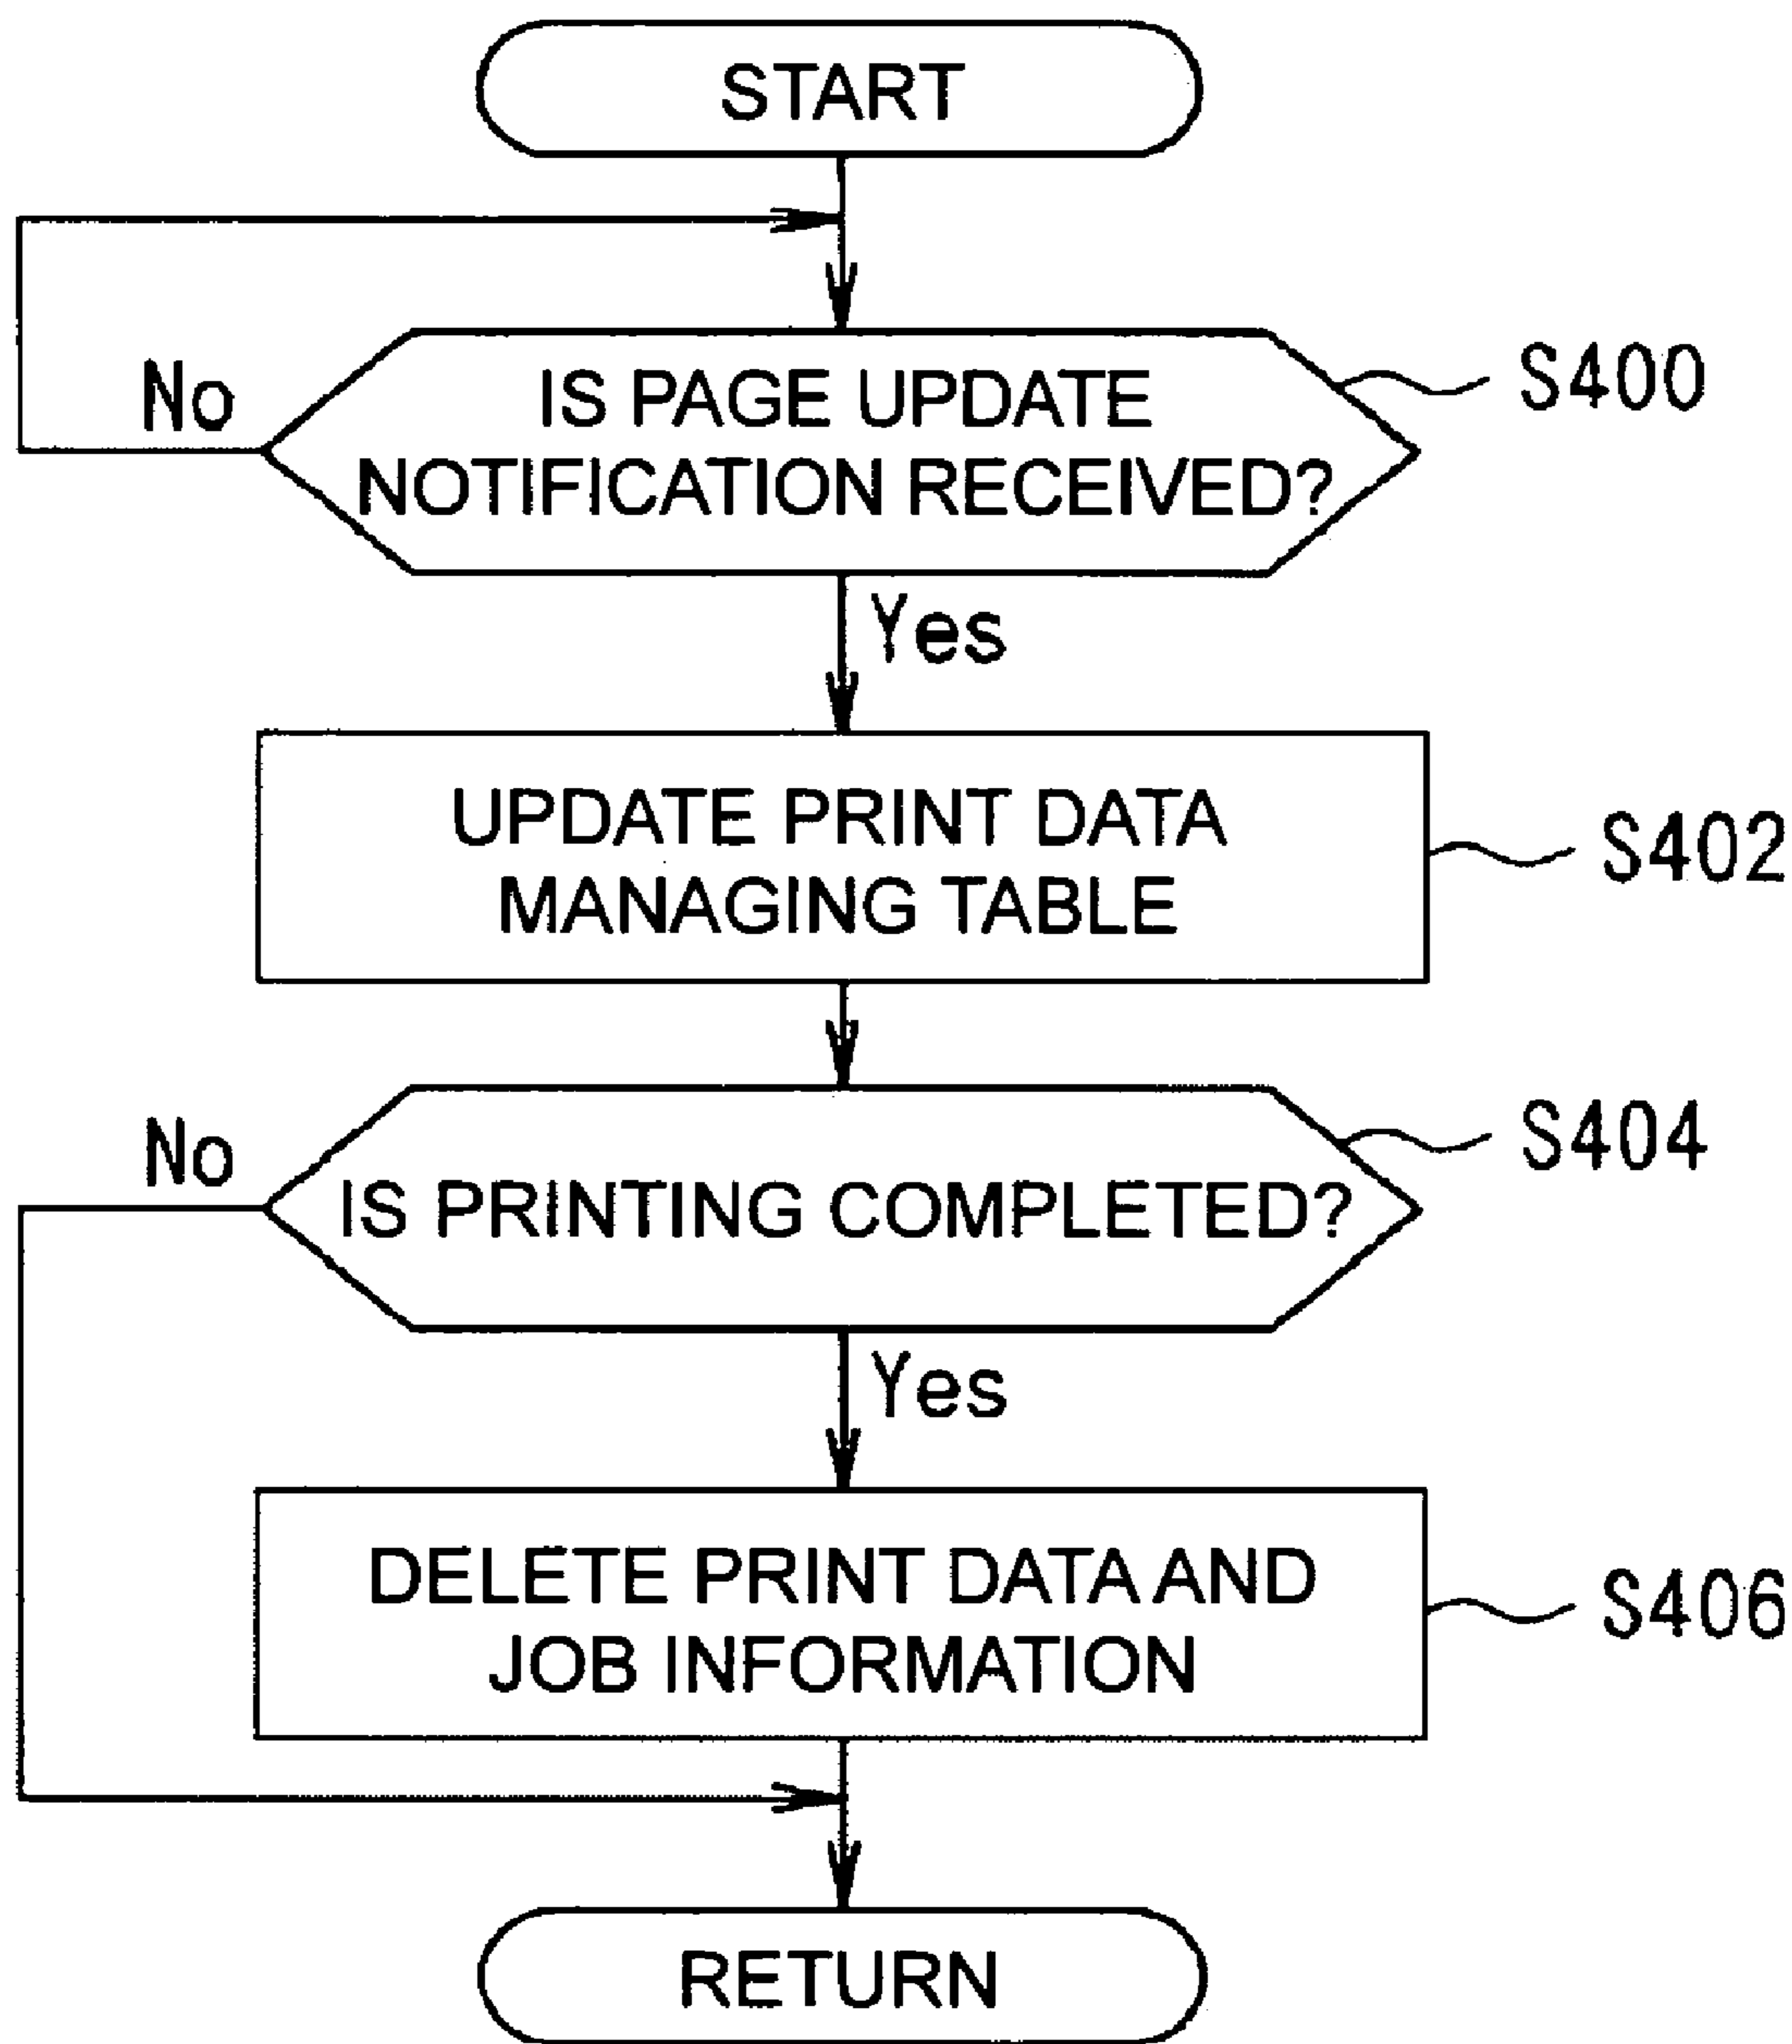 START
No
IS PAGE UPDATE
NOTIFICATION RECEIVED?
S400
Yes
UPDATE PRINT DATA
MANAGING TABLE
S402
No
IS PRINTING COMPLETED?
S404
Yes
DELETE PRINT DATA AND
JOB INFORMATION
S406
RETURN